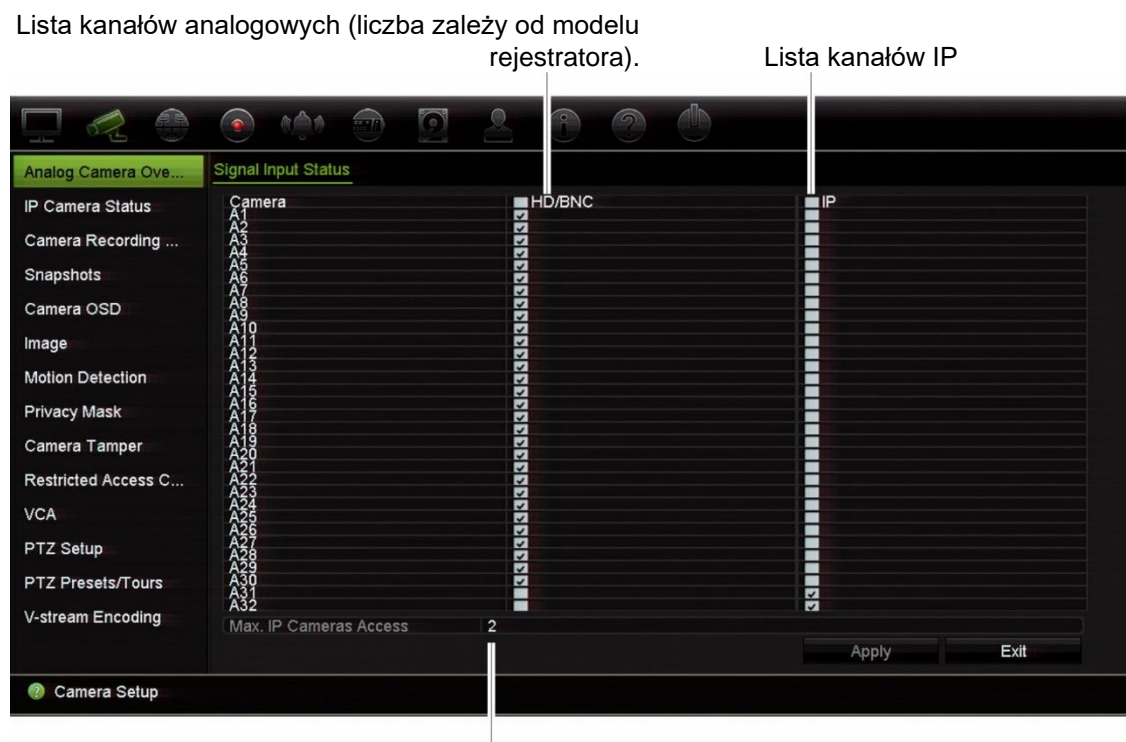 Lista kanałów analogowych (liczba zależy od modelu
rejestratora).
Lista kanałów IP
Analog Camera Ove...
Signal Input Status
IP Camera Status
Camera Recording ...
Snapshots
Camera OSD
Image
Motion Detection
Privacy Mask
Camera Tamper
Restricted Access C...
VCA
PTZ Setup
PTZ Presets/Tours
V-stream Encoding
Camera HD/BNC IP
A1
A2
A3
A4
A5
A6
A7
A8
A9
A10
A11
A12
A13
A14
A15
A16
A17
A18
A19
A20
A21
A22
A23
A24
A25
A26
A27
A28
A29
A30
A31
A32
Max. IP Cameras Access 2
Apply Exit
Camera Setup